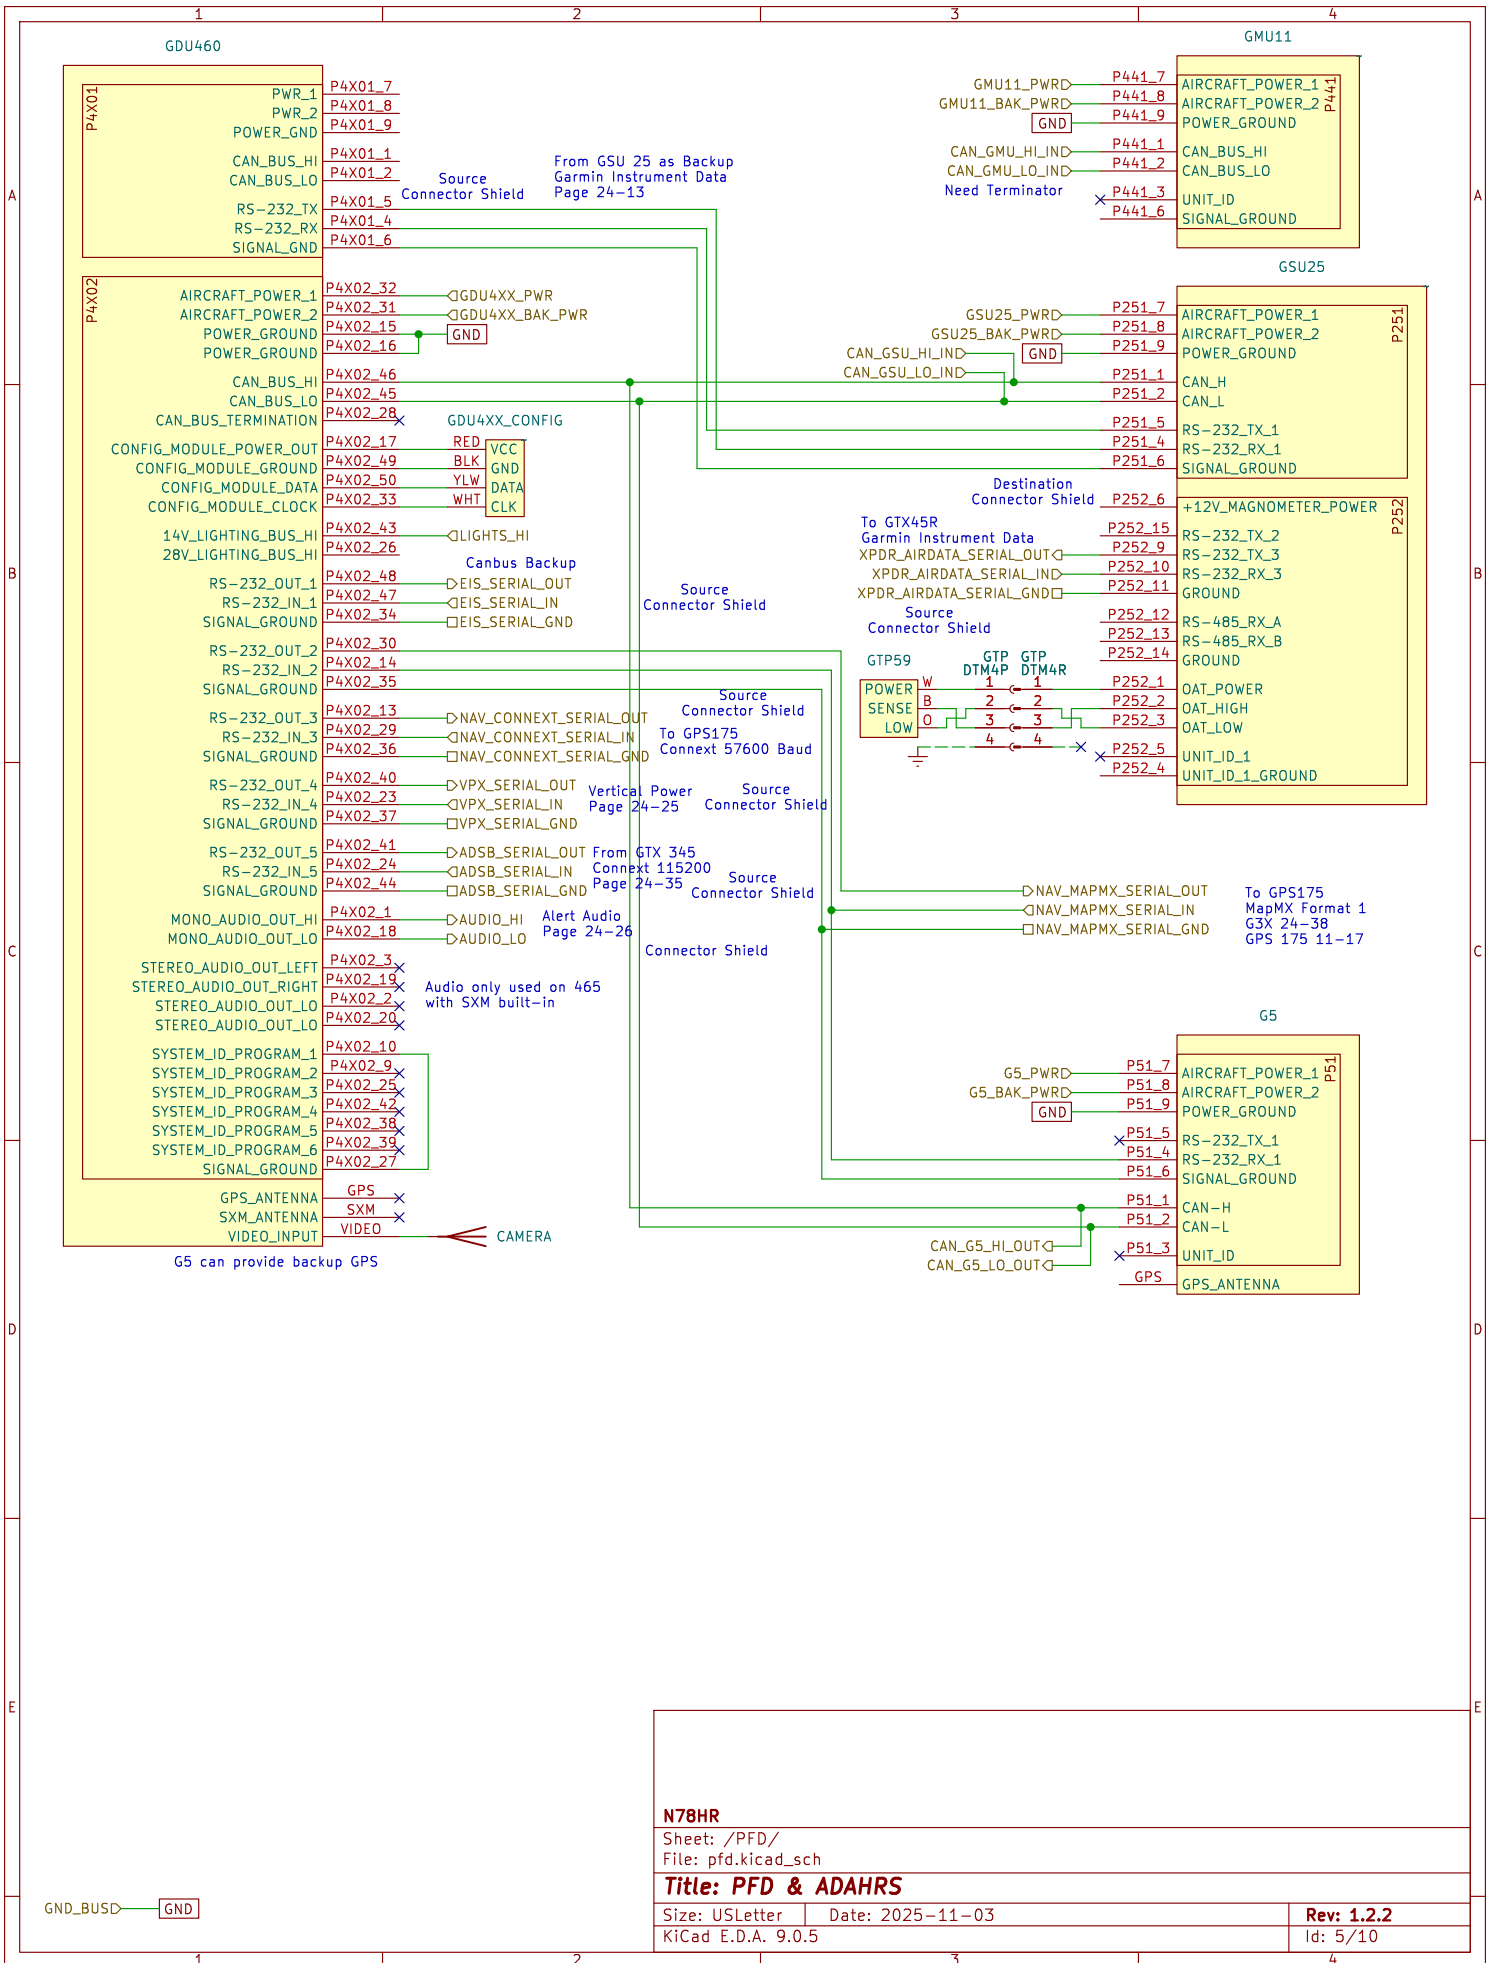 1
2
3
4
A
B
C
D
E
GDU460
P4X01
PWR_1 P4X01_7
PWR_2 P4X01_8
POWER_GND P4X01_9
CAN_BUS_HI P4X01_1
CAN_BUS_LO P4X01_2
RS-232_TX P4X01_5
RS-232_RX P4X01_4
SIGNAL_GND P4X01_6
Source
Connector Shield
From GSU 25 as Backup
Garmin Instrument Data
Page 24-13
P4X02
AIRCRAFT_POWER_1 P4X02_32 GDU4XX_PWR
AIRCRAFT_POWER_2 P4X02_31 GDU4XX_BAK_PWR
POWER_GROUND P4X02_15 GND
POWER_GROUND P4X02_16
CAN_BUS_HI P4X02_46
CAN_BUS_LO P4X02_45
CAN_BUS_TERMINATION P4X02_28
GDU4XX_CONFIG
CONFIG_MODULE_POWER_OUT P4X02_17 RED VCC
CONFIG_MODULE_GROUND P4X02_49 BLK GND
CONFIG_MODULE_DATA P4X02_50 YLW DATA
CONFIG_MODULE_CLOCK P4X02_33 WHT CLK
14V_LIGHTING_BUS_HI P4X02_43 LIGHTS_HI
28V_LIGHTING_BUS_HI P4X02_26
Canbus Backup
RS-232_OUT_1 P4X02_48 EIS_SERIAL_OUT
RS-232_IN_1 P4X02_47 EIS_SERIAL_IN
SIGNAL_GROUND P4X02_34 EIS_SERIAL_GND
Source
Connector Shield
RS-232_OUT_2 P4X02_30
RS-232_IN_2 P4X02_14
SIGNAL_GROUND P4X02_35
Source
Connector Shield
RS-232_OUT_3 P4X02_13 NAV_CONNEXT_SERIAL_OUT
RS-232_IN_3 P4X02_29 NAV_CONNEXT_SERIAL_IN
SIGNAL_GROUND P4X02_36 NAV_CONNEXT_SERIAL_GND
To GPS175
Connext 57600 Baud
RS-232_OUT_4 P4X02_40 VPX_SERIAL_OUT
RS-232_IN_4 P4X02_23 VPX_SERIAL_IN
SIGNAL_GROUND P4X02_37 VPX_SERIAL_GND
Vertical Power
Page 24-25
Source
Connector Shield
RS-232_OUT_5 P4X02_41 ADSB_SERIAL_OUT
RS-232_IN_5 P4X02_24 ADSB_SERIAL_IN
SIGNAL_GROUND P4X02_44 ADSB_SERIAL_GND
From GTX 345
Connext 115200
Page 24-35
Source
Connector Shield
MONO_AUDIO_OUT_HI P4X02_1 AUDIO_HI
MONO_AUDIO_OUT_LO P4X02_18 AUDIO_LO
Alert Audio
Page 24-26
Connector Shield
STEREO_AUDIO_OUT_LEFT P4X02_3
STEREO_AUDIO_OUT_RIGHT P4X02_19
STEREO_AUDIO_OUT_LO P4X02_2
STEREO_AUDIO_OUT_LO P4X02_20
Audio only used on 465
with SXM built-in
SYSTEM_ID_PROGRAM_1 P4X02_10
SYSTEM_ID_PROGRAM_2 P4X02_9
SYSTEM_ID_PROGRAM_3 P4X02_25
SYSTEM_ID_PROGRAM_4 P4X02_42
SYSTEM_ID_PROGRAM_5 P4X02_38
SYSTEM_ID_PROGRAM_6 P4X02_39
SIGNAL_GROUND P4X02_27
GPS_ANTENNA GPS
SXM_ANTENNA SXM
VIDEO_INPUT VIDEO CAMERA
G5 can provide backup GPS
GMU11
P441
GMU11_PWR P441_7 AIRCRAFT_POWER_1
GMU11_BAK_PWR P441_8 AIRCRAFT_POWER_2
GND P441_9 POWER_GROUND
CAN_GMU_HI_IN P441_1 CAN_BUS_HI
CAN_GMU_LO_IN P441_2 CAN_BUS_LO
Need Terminator
P441_3 UNIT_ID
P441_6 SIGNAL_GROUND
GSU25
P251
GSU25_PWR P251_7 AIRCRAFT_POWER_1
GSU25_BAK_PWR P251_8 AIRCRAFT_POWER_2
CAN_GSU_HI_IN GND P251_9 POWER_GROUND
CAN_GSU_LO_IN
P251_1 CAN_H
P251_2 CAN_L
P251_5 RS-232_TX_1
P251_4 RS-232_RX_1
P251_6 SIGNAL_GROUND
Destination
Connector Shield
P252
P252_6 +12V_MAGNOMETER_POWER
To GTX45R
Garmin Instrument Data
P252_15 RS-232_TX_2
XPDR_AIRDATA_SERIAL_OUT P252_9 RS-232_TX_3
XPDR_AIRDATA_SERIAL_IN P252_10 RS-232_RX_3
XPDR_AIRDATA_SERIAL_GND P252_11 GROUND
Source
Connector Shield
P252_12 RS-485_RX_A
P252_13 RS-485_RX_B
P252_14 GROUND
GTP59
GTP GTP
DTM4P DTM4R
POWER W 1 1 P252_1 OAT_POWER
SENSE B 2 2 P252_2 OAT_HIGH
LOW O 3 3 P252_3 OAT_LOW
4 4
P252_5 UNIT_ID_1
P252_4 UNIT_ID_1_GROUND
NAV_MAPMX_SERIAL_OUT
NAV_MAPMX_SERIAL_IN
NAV_MAPMX_SERIAL_GND
To GPS175
MapMX Format 1
G3X 24-38
GPS 175 11-17
G5
P51
G5_PWR P51_7 AIRCRAFT_POWER_1
G5_BAK_PWR P51_8 AIRCRAFT_POWER_2
GND P51_9 POWER_GROUND
P51_5 RS-232_TX_1
P51_4 RS-232_RX_1
P51_6 SIGNAL_GROUND
P51_1 CAN-H
P51_2 CAN-L
CAN_G5_HI_OUT
CAN_G5_LO_OUT
P51_3 UNIT_ID
GPS GPS_ANTENNA
GND_BUS GND
N78HR
Sheet: /PFD/
File: pfd.kicad_sch
Title: PFD & ADAHRS
Size: USLetter Date: 2025-11-03 Rev: 1.2.2
KiCad E.D.A. 9.0.5 Id: 5/10
A
B
C
D
E
1
2
3
4